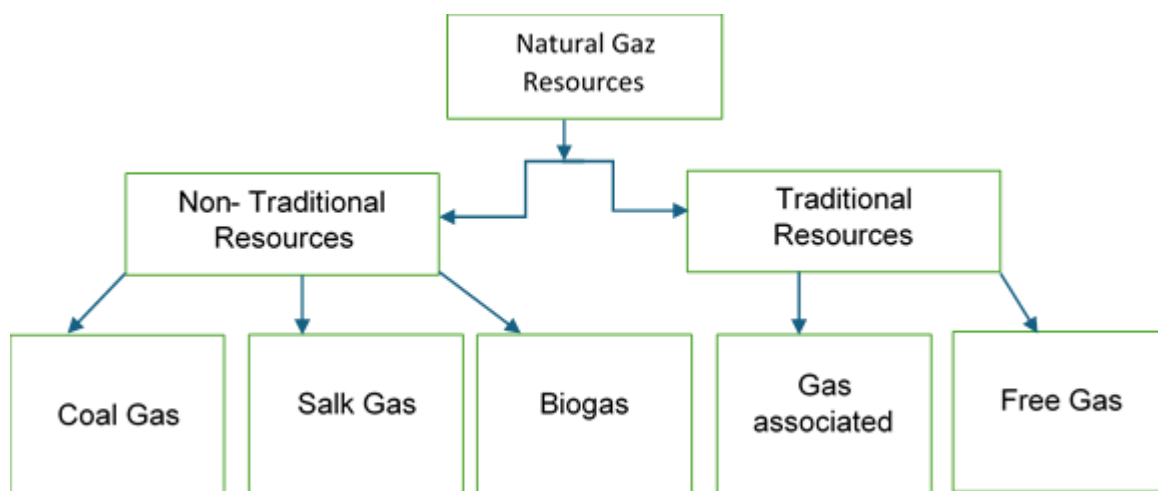 Natural Gaz
Resources
Non- Traditional
Resources
Traditional
Resources
Coal Gas
Salk Gas
Biogas
Gas
associated
Free Gas